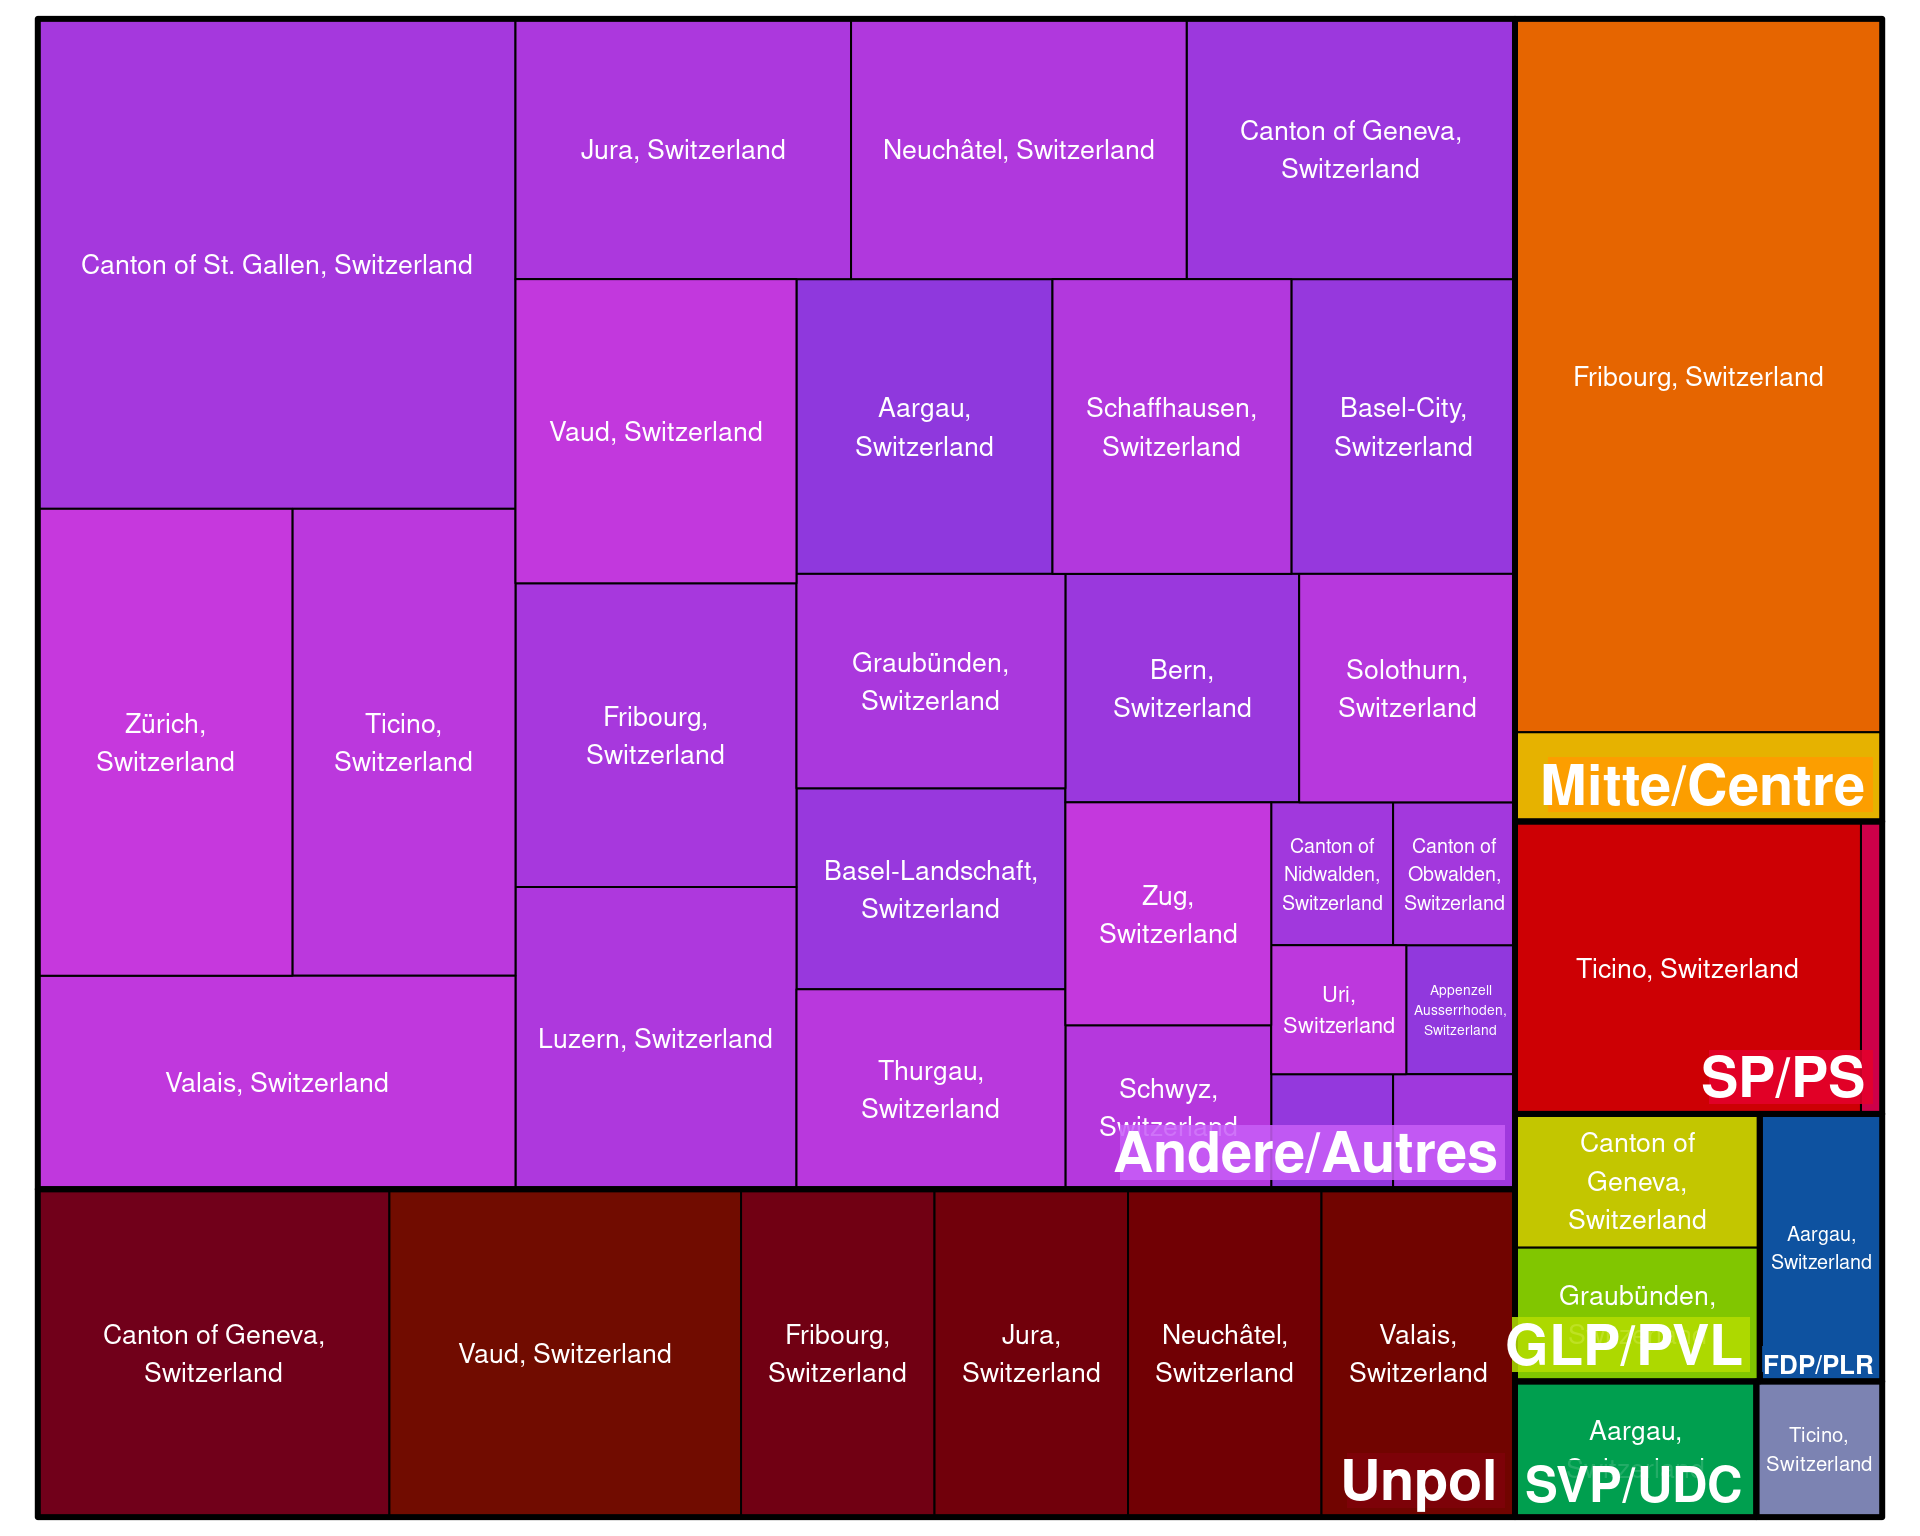 Canton of St. Gallen, Switzerland
Jura, Switzerland
Neuchâtel, Switzerland
Canton of Geneva,
Switzerland
Vaud, Switzerland
Aargau,
Switzerland
Schaffhausen,
Switzerland
Basel-City,
Switzerland
Zürich,
Switzerland
Ticino,
Switzerland
Fribourg,
Switzerland
Graubünden,
Switzerland
Bern,
Switzerland
Solothurn,
Switzerland
Basel-Landschaft,
Switzerland
Zug,
Switzerland
Canton of
Nidwalden,
Switzerland
Canton of
Obwalden,
Switzerland
Uri,
Switzerland
Appenzell
Ausserrhoden,
Switzerland
Valais, Switzerland
Luzern, Switzerland
Thurgau,
Switzerland
Schwyz,
Switzerland
Andere/Autres
Canton of Geneva,
Switzerland
Vaud, Switzerland
Fribourg,
Switzerland
Jura,
Switzerland
Neuchâtel,
Switzerland
Valais,
Switzerland
Unpol
Fribourg, Switzerland
Mitte/Centre
Ticino, Switzerland
SP/PS
Canton of
Geneva,
Switzerland
Graubünden,
GLP/PVL
Aargau,
Switzerland
FDP/PLR
Aargau,
Switzerland
SVP/UDC
Ticino,
Switzerland